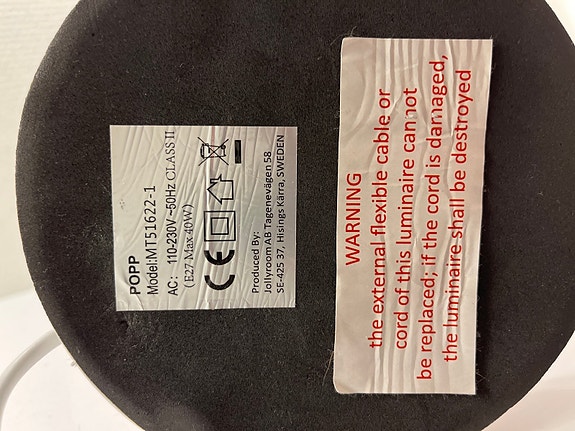 POPP
Model:MT51622-1
AC: 110-230V~50Hz CLASS II
(E27 Max 40W)
CE
Produced By:
Jollyroom AB Tagenevägen 58
SE-425 37, Hisings Kärra, SWEDEN
WARNING
the external flexible cable or
cord of this luminaire cannot
be replaced; if the cord is damaged,
the luminaire shall be destroyed